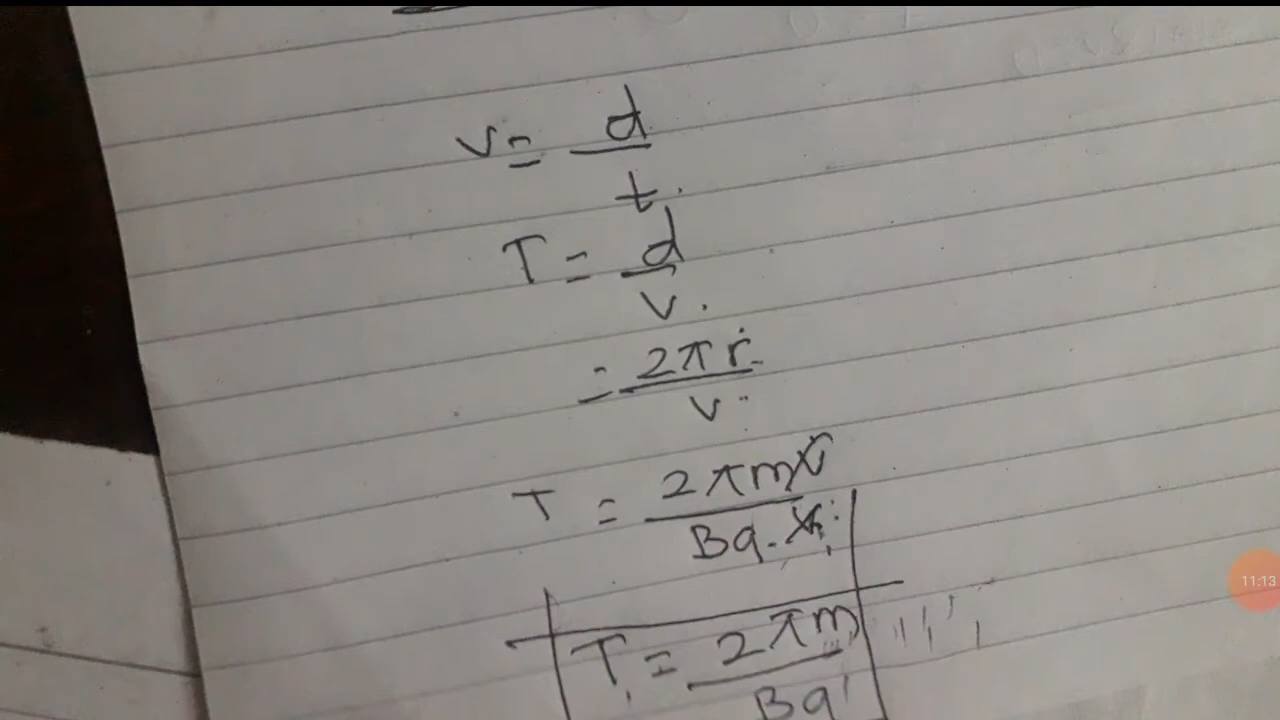 v = d/t.
T = d/v.
= 2πr/v
T = 2πmv/Bq.v
T = 2πm/Bq
11:13